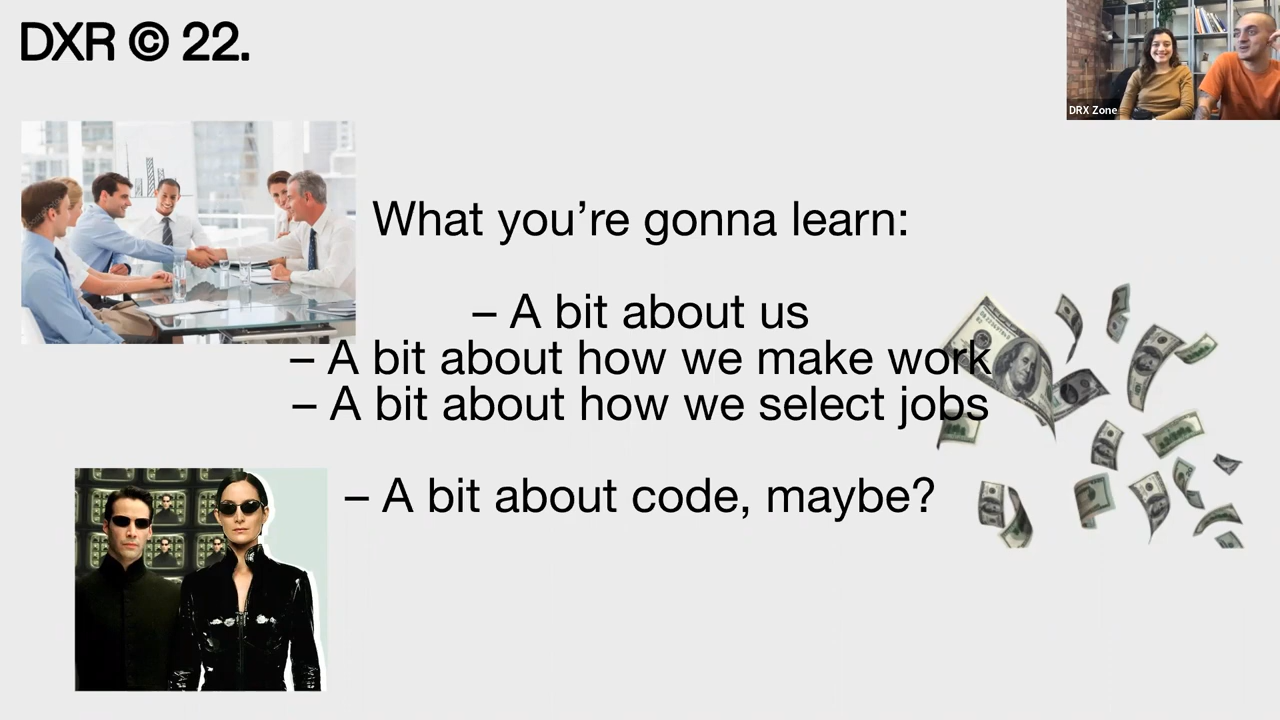 DXR © 22.
DRX Zone
What you’re gonna learn:
– A bit about us
– A bit about how we make work
– A bit about how we select jobs
– A bit about code, maybe?